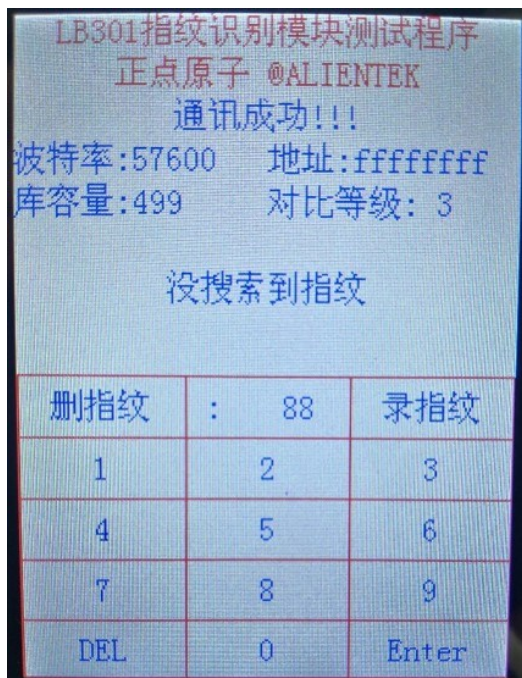 LB301指纹识别模块测试程序
正点原子 @ALIENTEK
通讯成功!!!
波特率:57600 地址:ffffffff
库容量:499 对比等级: 3
没搜索到指纹
删指纹 : 88 录指纹
1 2 3
4 5 6
7 8 9
DEL 0 Enter